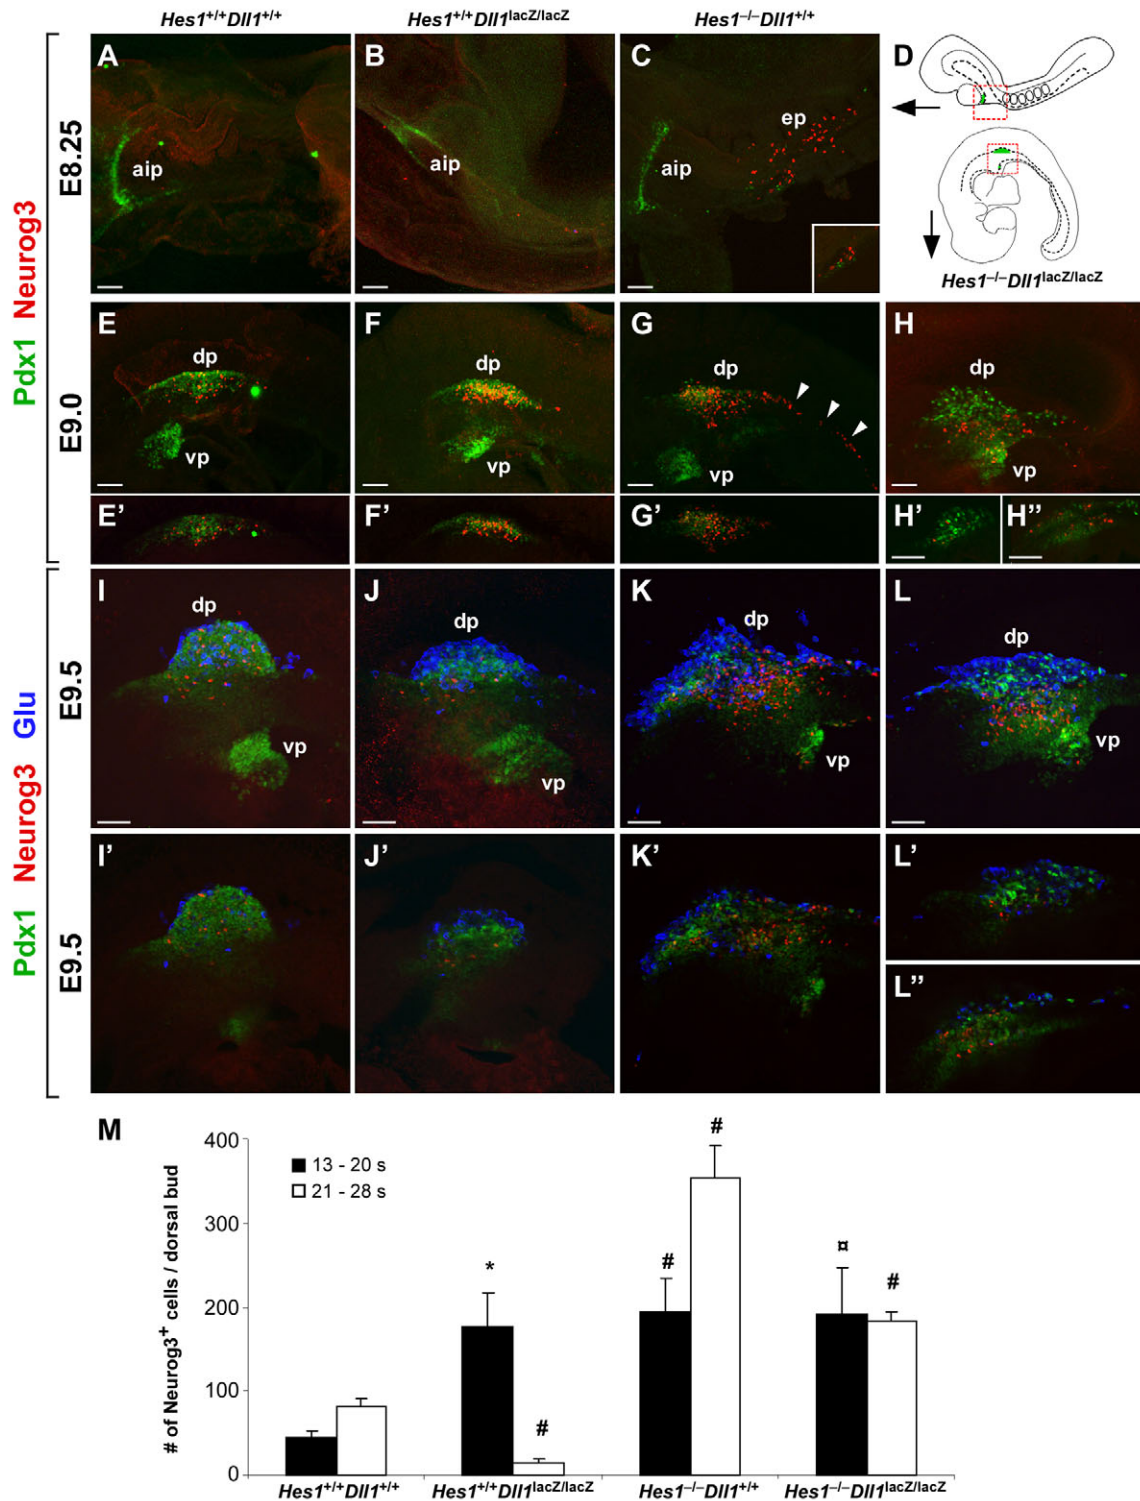 Hes1+/+Dll1+/+ Hes1+/+Dll1lacZ/lacZ Hes1–/–Dll1+/+
A B C D
aip aip aip ep
E8.25
Hes1–/–Dll1lacZ/lacZ
Pdx1 Neurog3
E F G H
dp dp dp dp
vp vp vp vp
E9.0
E’ F’ G’ H’ H”
I J K L
dp dp dp dp
vp vp vp vp
E9.5
Pdx1 Neurog3 Glu
I’ J’ K’ L’
L”
E9.5
M
# of Neurog3+ cells / dorsal bud
400
300
200
100
0
13 - 20 s
21 - 28 s
* # # # ¤ #
Hes1+/+Dll1+/+ Hes1+/+Dll1lacZ/lacZ Hes1–/–Dll1+/+ Hes1–/–Dll1lacZ/lacZ